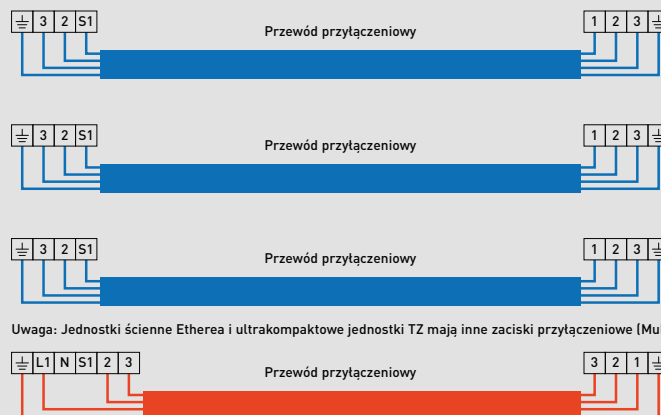 ⏚ 3 2 S1 Przewód przyłączeniowy 1 2 3 ⏚
⏚ 3 2 S1 Przewód przyłączeniowy 1 2 3 ⏚
⏚ 3 2 S1 Przewód przyłączeniowy 1 2 3 ⏚
Uwaga: Jednostki ścienne Etherea i ultrakompaktowe jednostki TZ mają inne zaciski przyłączeniowe
⏚ L1 N S1 2 3 Przewód przyłączeniowy 3 2 1 ⏚